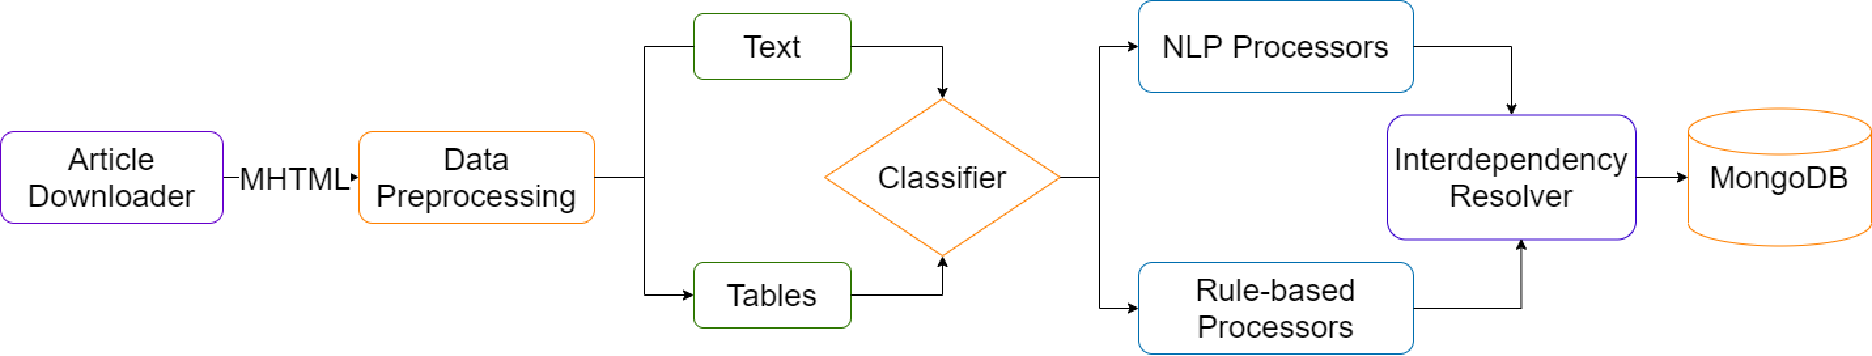 Article
Downloader
MHTML
Data
Preprocessing
Text
Tables
Classifier
NLP Processors
Rule-based
Processors
Interdependency
Resolver
MongoDB